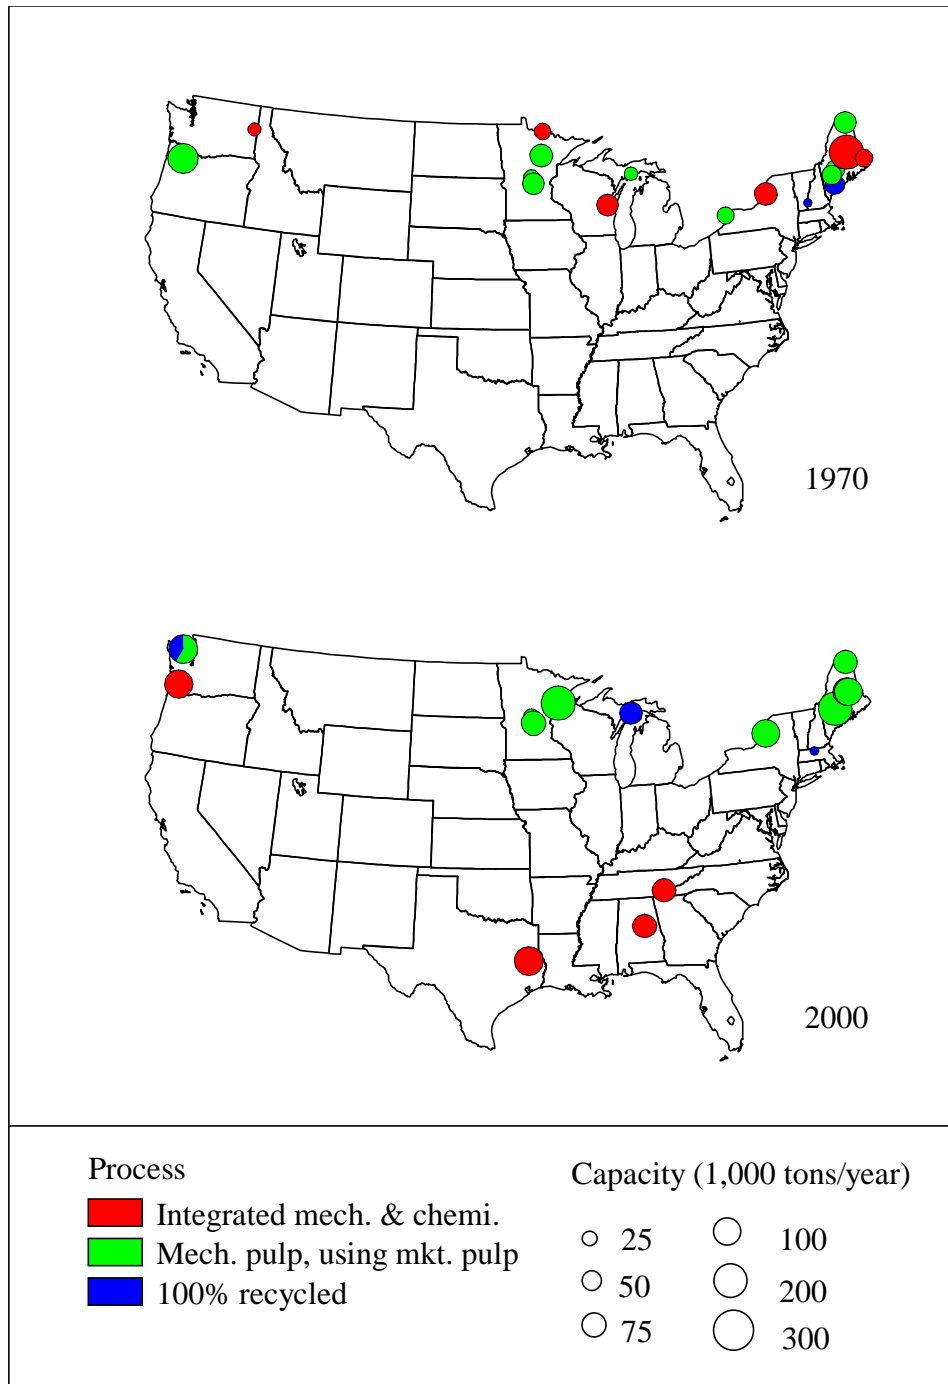 1970
2000
Process
Integrated mech. & chemi.
Mech. pulp, using mkt. pulp
100% recycled
Capacity (1,000 tons/year)
25
100
50
200
75
300